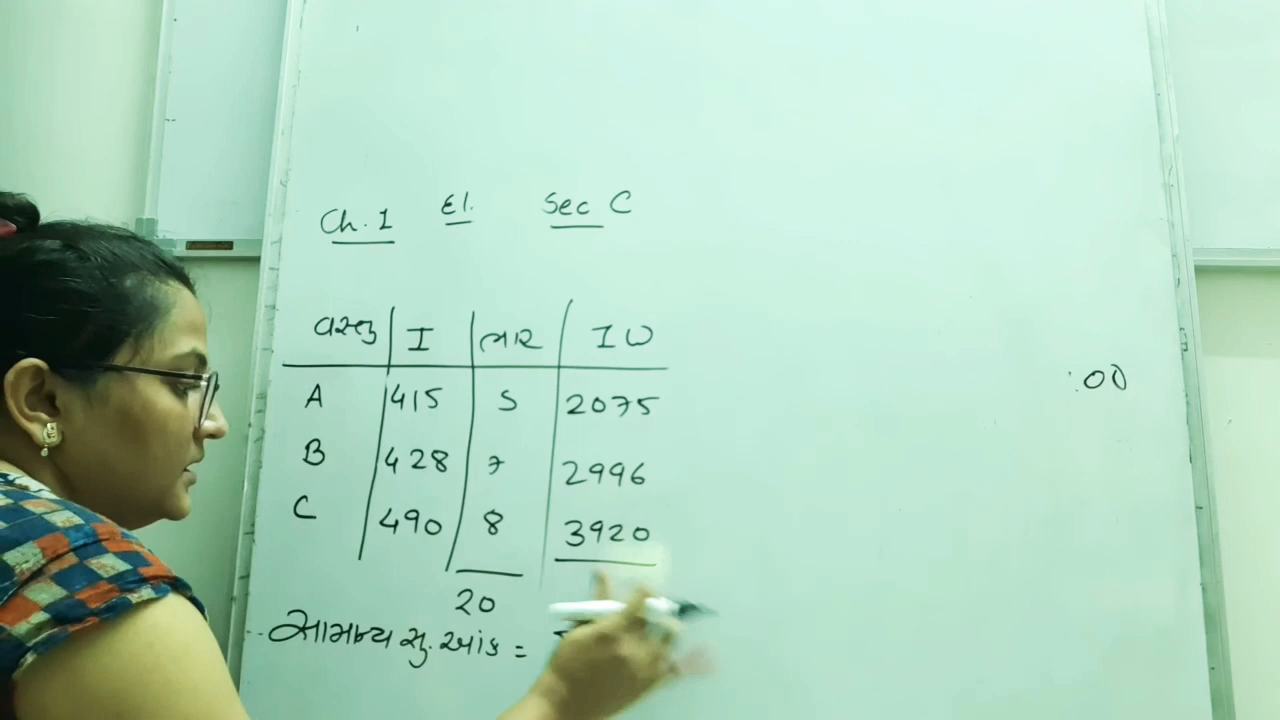 Ch. 1 દા. Sec C
વસ્તુ I ભાર IW
A 415 5 2075
B 428 7 2996
C 490 8 3920
20
સામાન્ય સૂ. આંક =
00